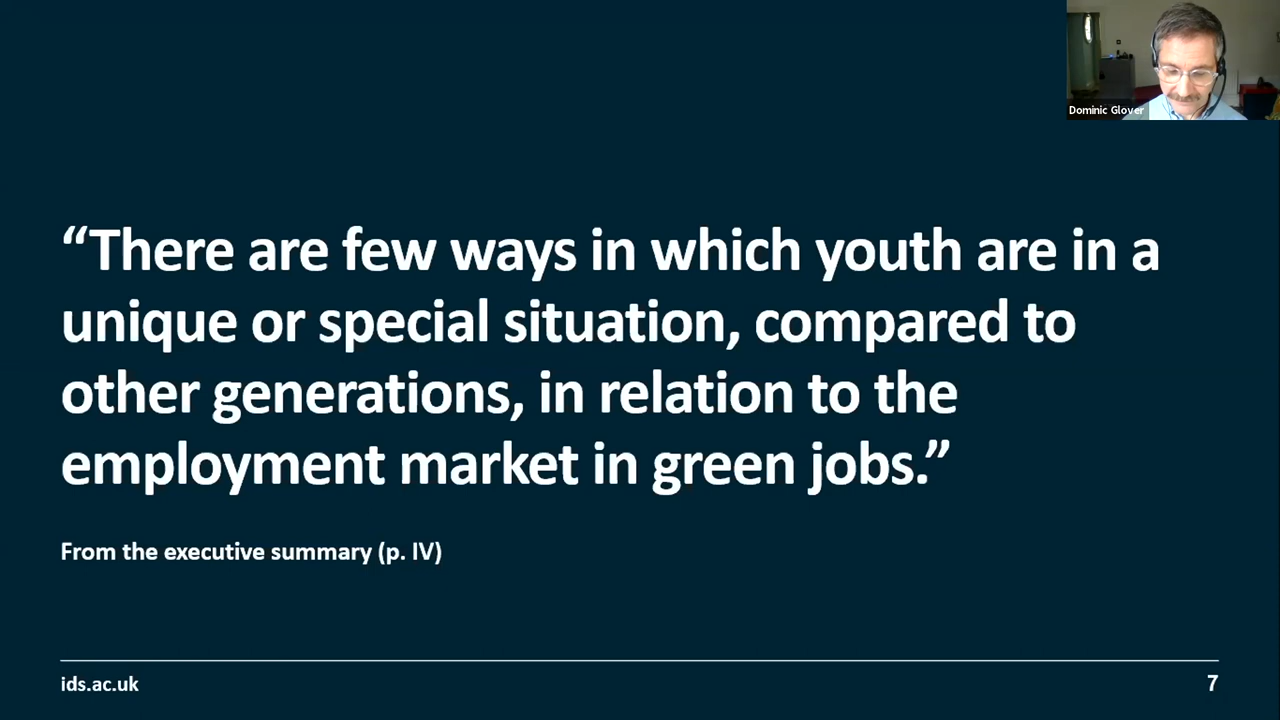 Dominic Glover
“There are few ways in which youth are in a
unique or special situation, compared to
other generations, in relation to the
employment market in green jobs.”
From the executive summary (p. IV)
ids.ac.uk
7